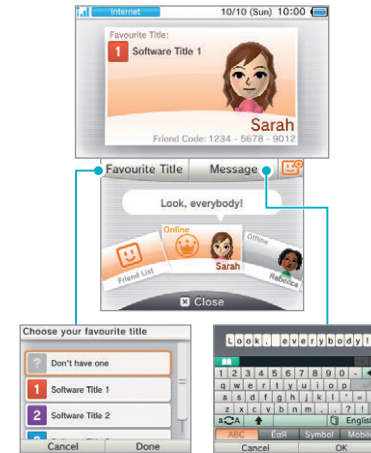 Internet 10/10 (Sun) 10:00
Favourite Title:
1 Software Title 1
Sarah
Friend Code: 1234 - 5678 - 9012
Favourite Title Message
Look, everybody!
Online
Offline
Friend List
Sarah
Rebecca
Close
Choose your favourite title
? Don't have one
1 Software Title 1
2 Software Title 2
Cancel Done
Look, everybody!
1 2 3 4 5 6 7 8 9 0 -
q w e r t y u i o p
a s d f g h j k l ' =
z x c v b n m , . ? !
English
ABC Symbol Mobile
Cancel OK